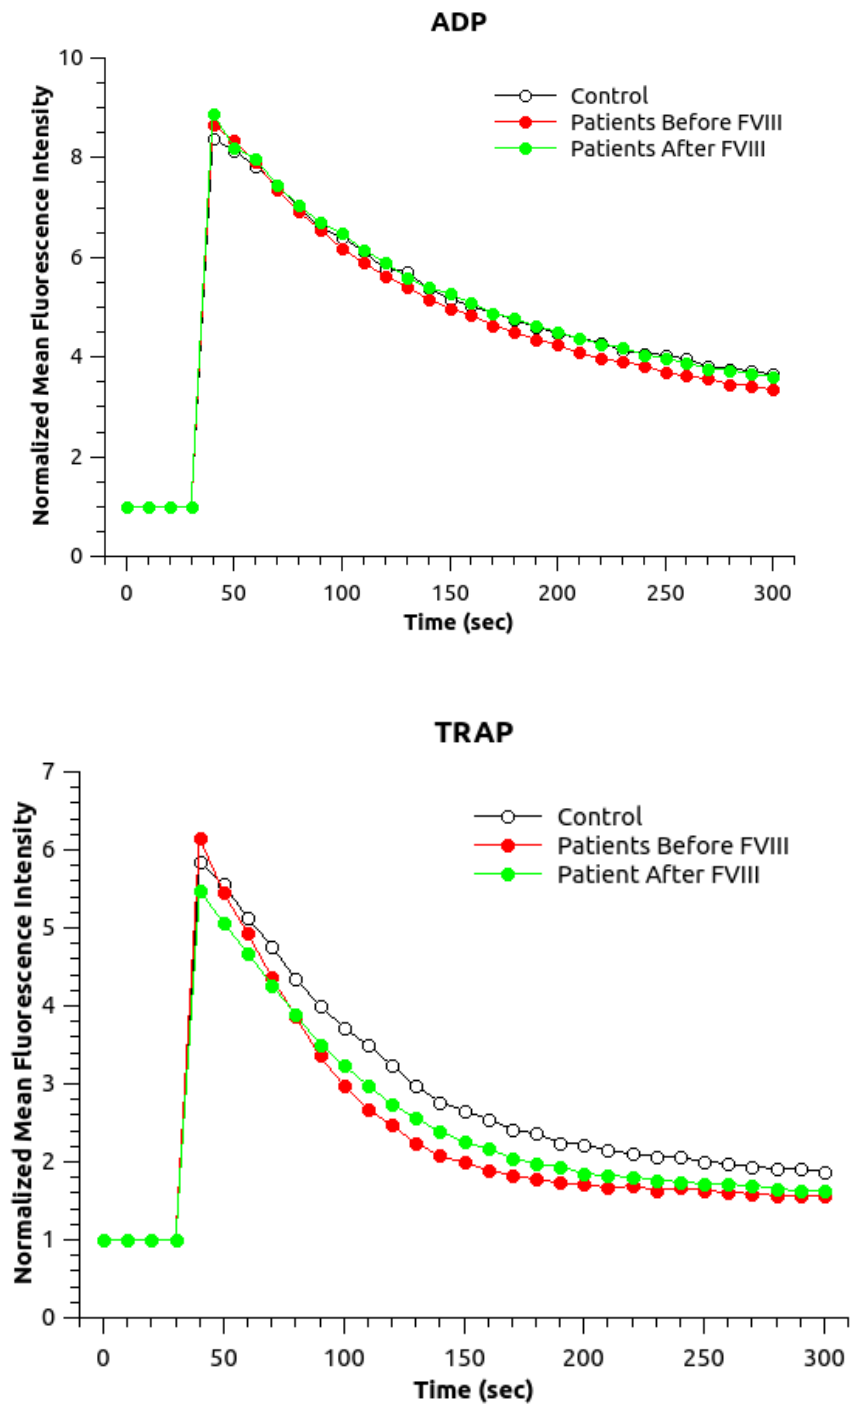 ADP
10
8
6
4
2
0
Normalized Mean Fluorescence Intensity
Control
Patients Before FVIII
Patients After FVIII
0 50 100 150 200 250 300
Time (sec)
TRAP
7
6
5
4
3
2
1
0
Normalized Mean Fluorescence Intensity
Control
Patients Before FVIII
Patient After FVIII
0 50 100 150 200 250 300
Time (sec)